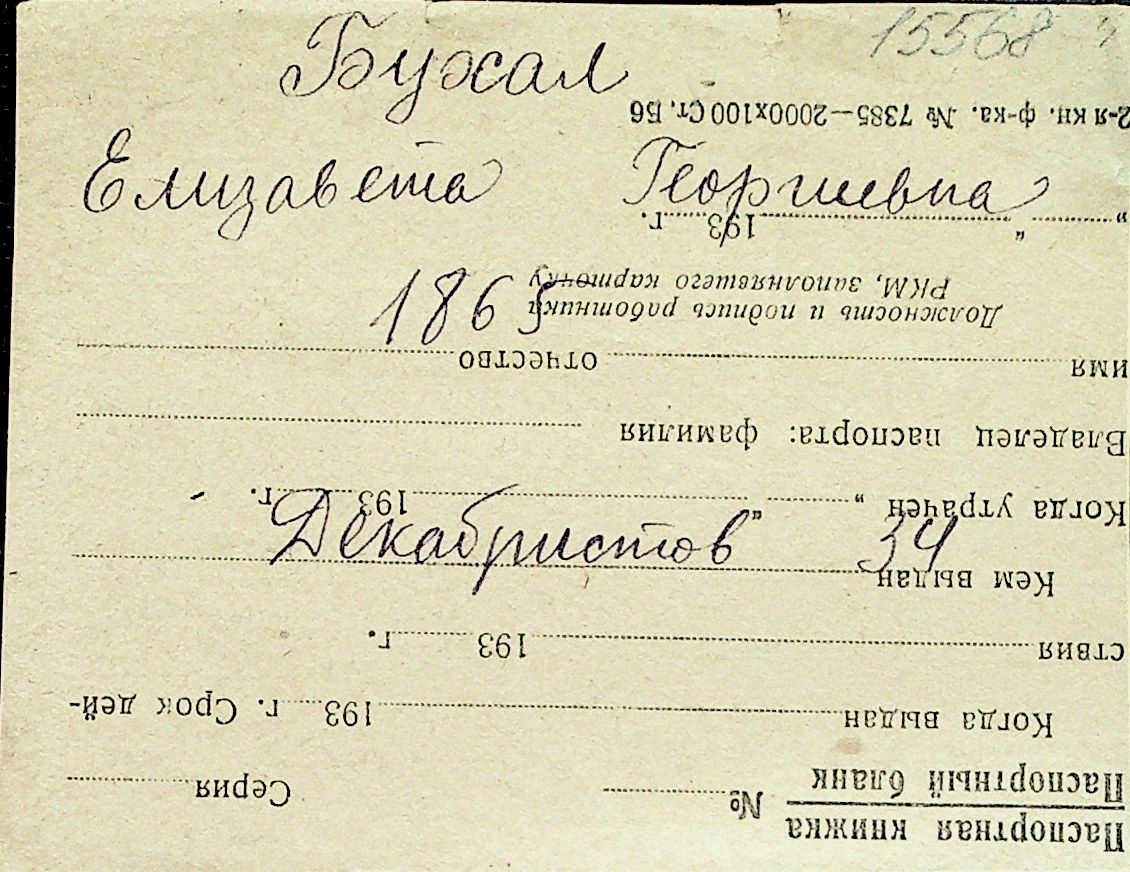 15568
Бухал
Елизавета Георгиевна
1865
Декабристов 34
Паспортная книжка
Паспортный бланк
№ Серия
Когда выдан 193 г. Срок дей-
ствия 193 г.
Кем выдан
Когда утрачен „ " 193 г.
Владелец паспорта: фамилия
имя отчество
Должность и подпись работника
РКМ, заполнявшего карточку
„ " 193 г.
2-я кн. ф-ка. № 7385—2000х100 Ст. Б6